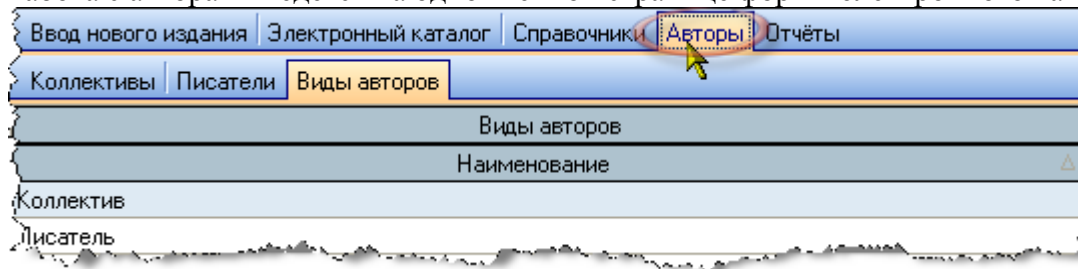 Ввод нового издания Электронный каталог Справочники Авторы Отчёты
Коллективы Писатели Виды авторов
Виды авторов
Наименование
Коллектив
Писатель